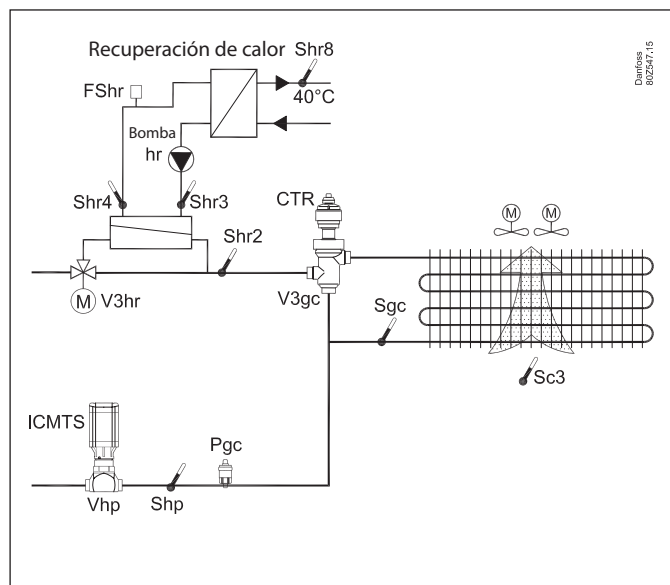 Recuperación de calor
Shr8
FShr
40°C
Bomba
hr
Shr4
Shr3
CTR
M
M
Shr2
M
V3hr
V3gc
Sgc
Sc3
ICMTS
Pgc
Vhp
Shp
Danfoss
80Z547.15